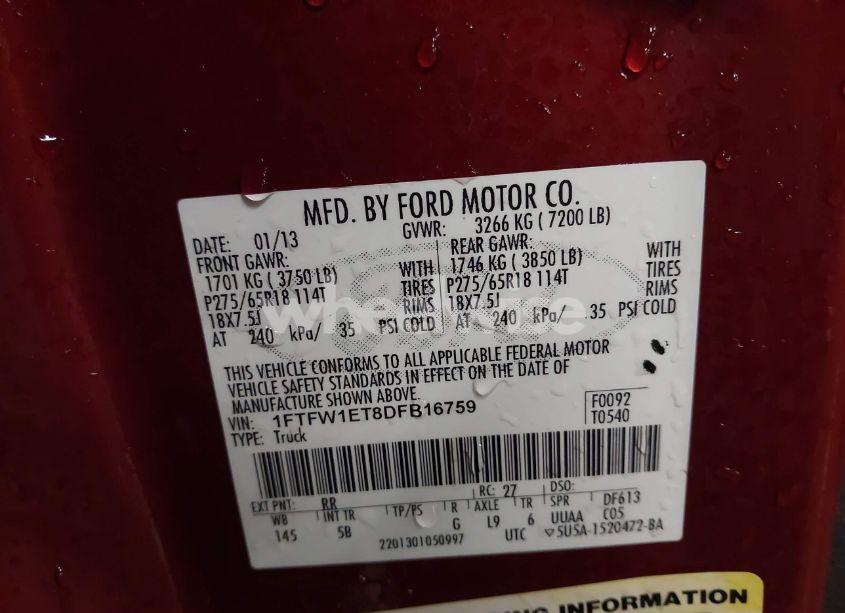 MFD. BY FORD MOTOR CO.
DATE: 01/13 GVWR: 3266 KG ( 7200 LB)
FRONT GAWR: REAR GAWR:
1701 KG ( 3750 LB) WITH 1746 KG ( 3850 LB) WITH
P275/65R18 114T TIRES P275/65R18 114T TIRES
18X7.5J RIMS 18X7.5J RIMS
AT 240 kPa/ 35 PSI COLD AT 240 kPa/ 35 PSI COLD
THIS VEHICLE CONFORMS TO ALL APPLICABLE FEDERAL MOTOR
VEHICLE SAFETY STANDARDS IN EFFECT ON THE DATE OF
MANUFACTURE SHOWN ABOVE.
VIN: 1FTFW1ET8DFB16759 F0092
TYPE: Truck T0540
EXT PNT: RR RC: 27 DSO:
WB INT TR TP/PS R AXLE TR SPR DF613
145 5B G L9 6 UUAA C05
2201301050997 UTC ▽5U5A-1520472-BA
ING INFORMATION